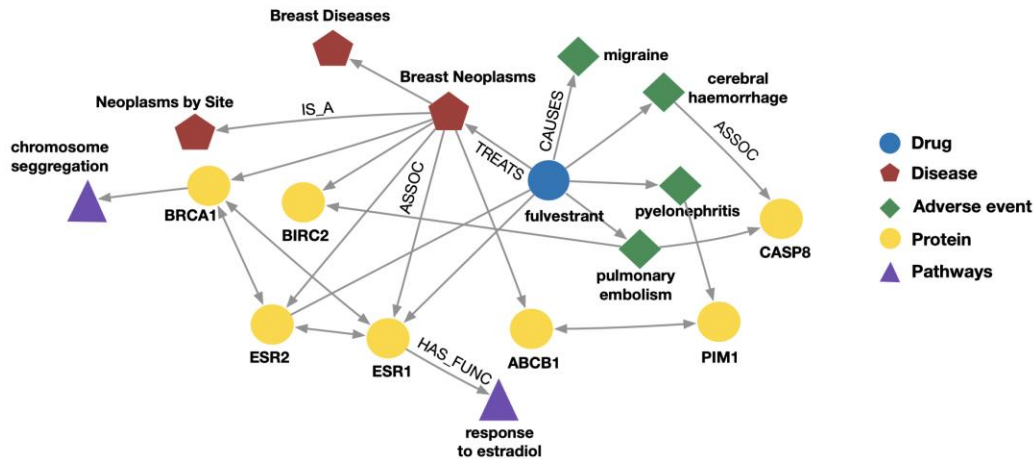 Breast Diseases
migraine
Breast Neoplasms
cerebral
haemorrhage
Neoplasms by Site
IS_A
CAUSES
chromosome
seggregation
TREATS
ASSOC
Drug
Disease
ASSOC
BRCA1
BIRC2
fulvestrant
pyelonephritis
Adverse event
CASP8
Protein
pulmonary
embolism
Pathways
ESR2
ESR1
HAS_FUNC
ABCB1
PIM1
response
to estradiol